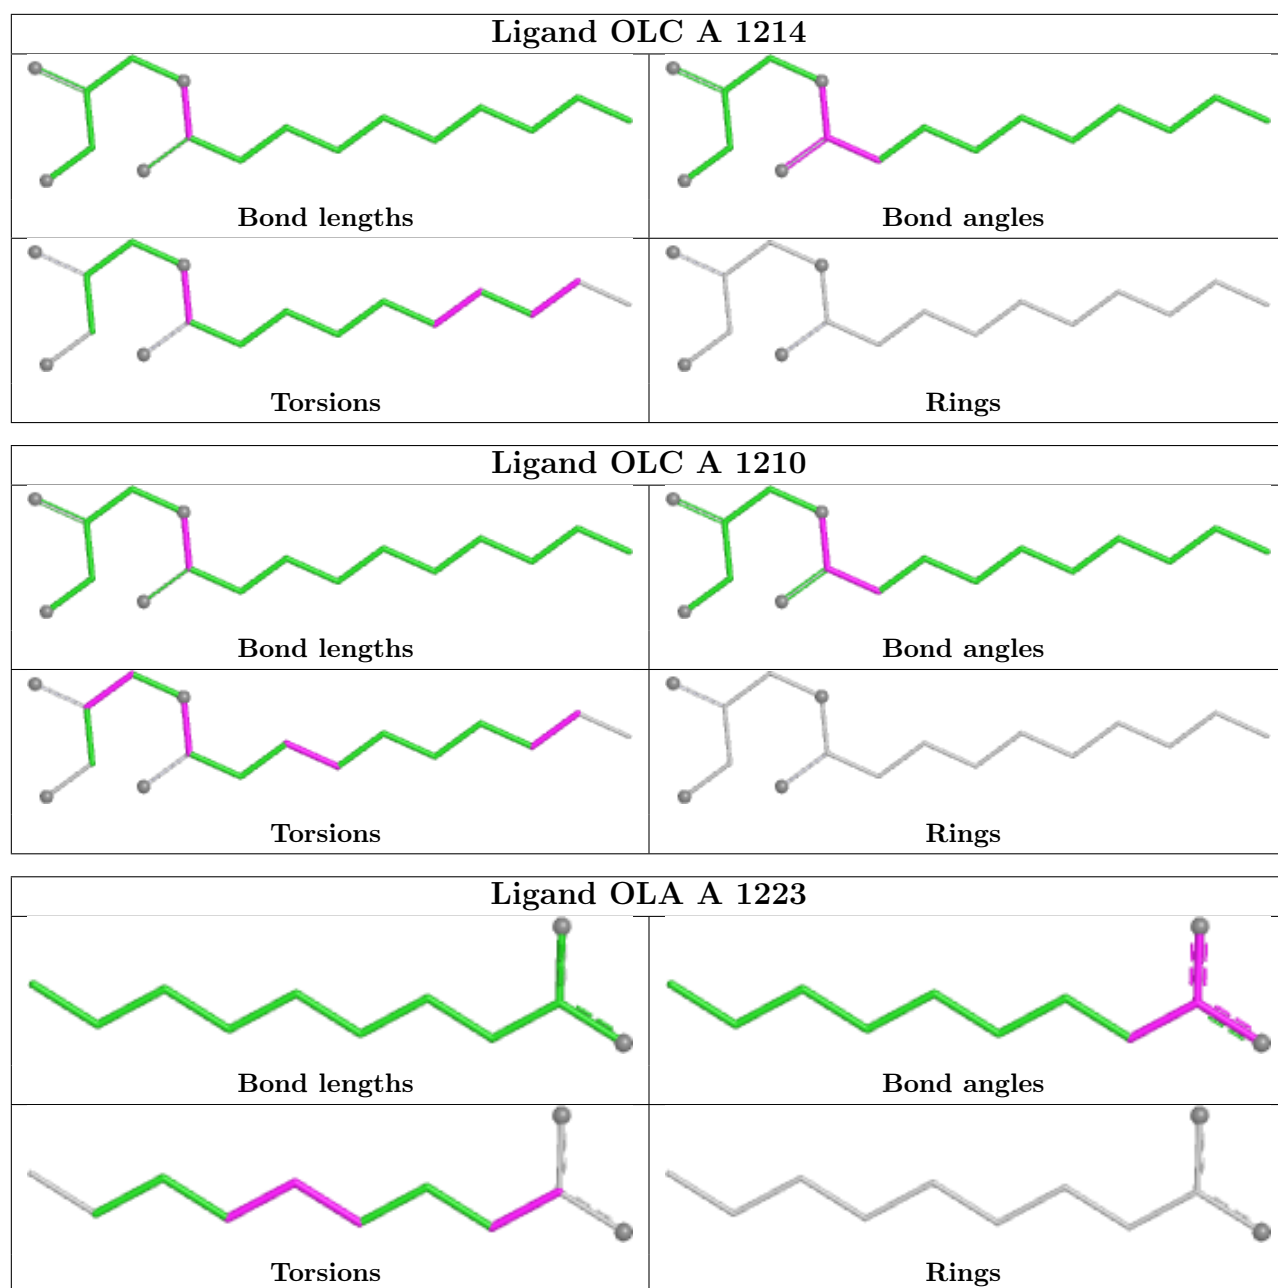 Ligand OLC A 1214
Bond lengths Bond angles
Torsions Rings
Ligand OLC A 1210
Bond lengths Bond angles
Torsions Rings
Ligand OLA A 1223
Bond lengths Bond angles
Torsions Rings